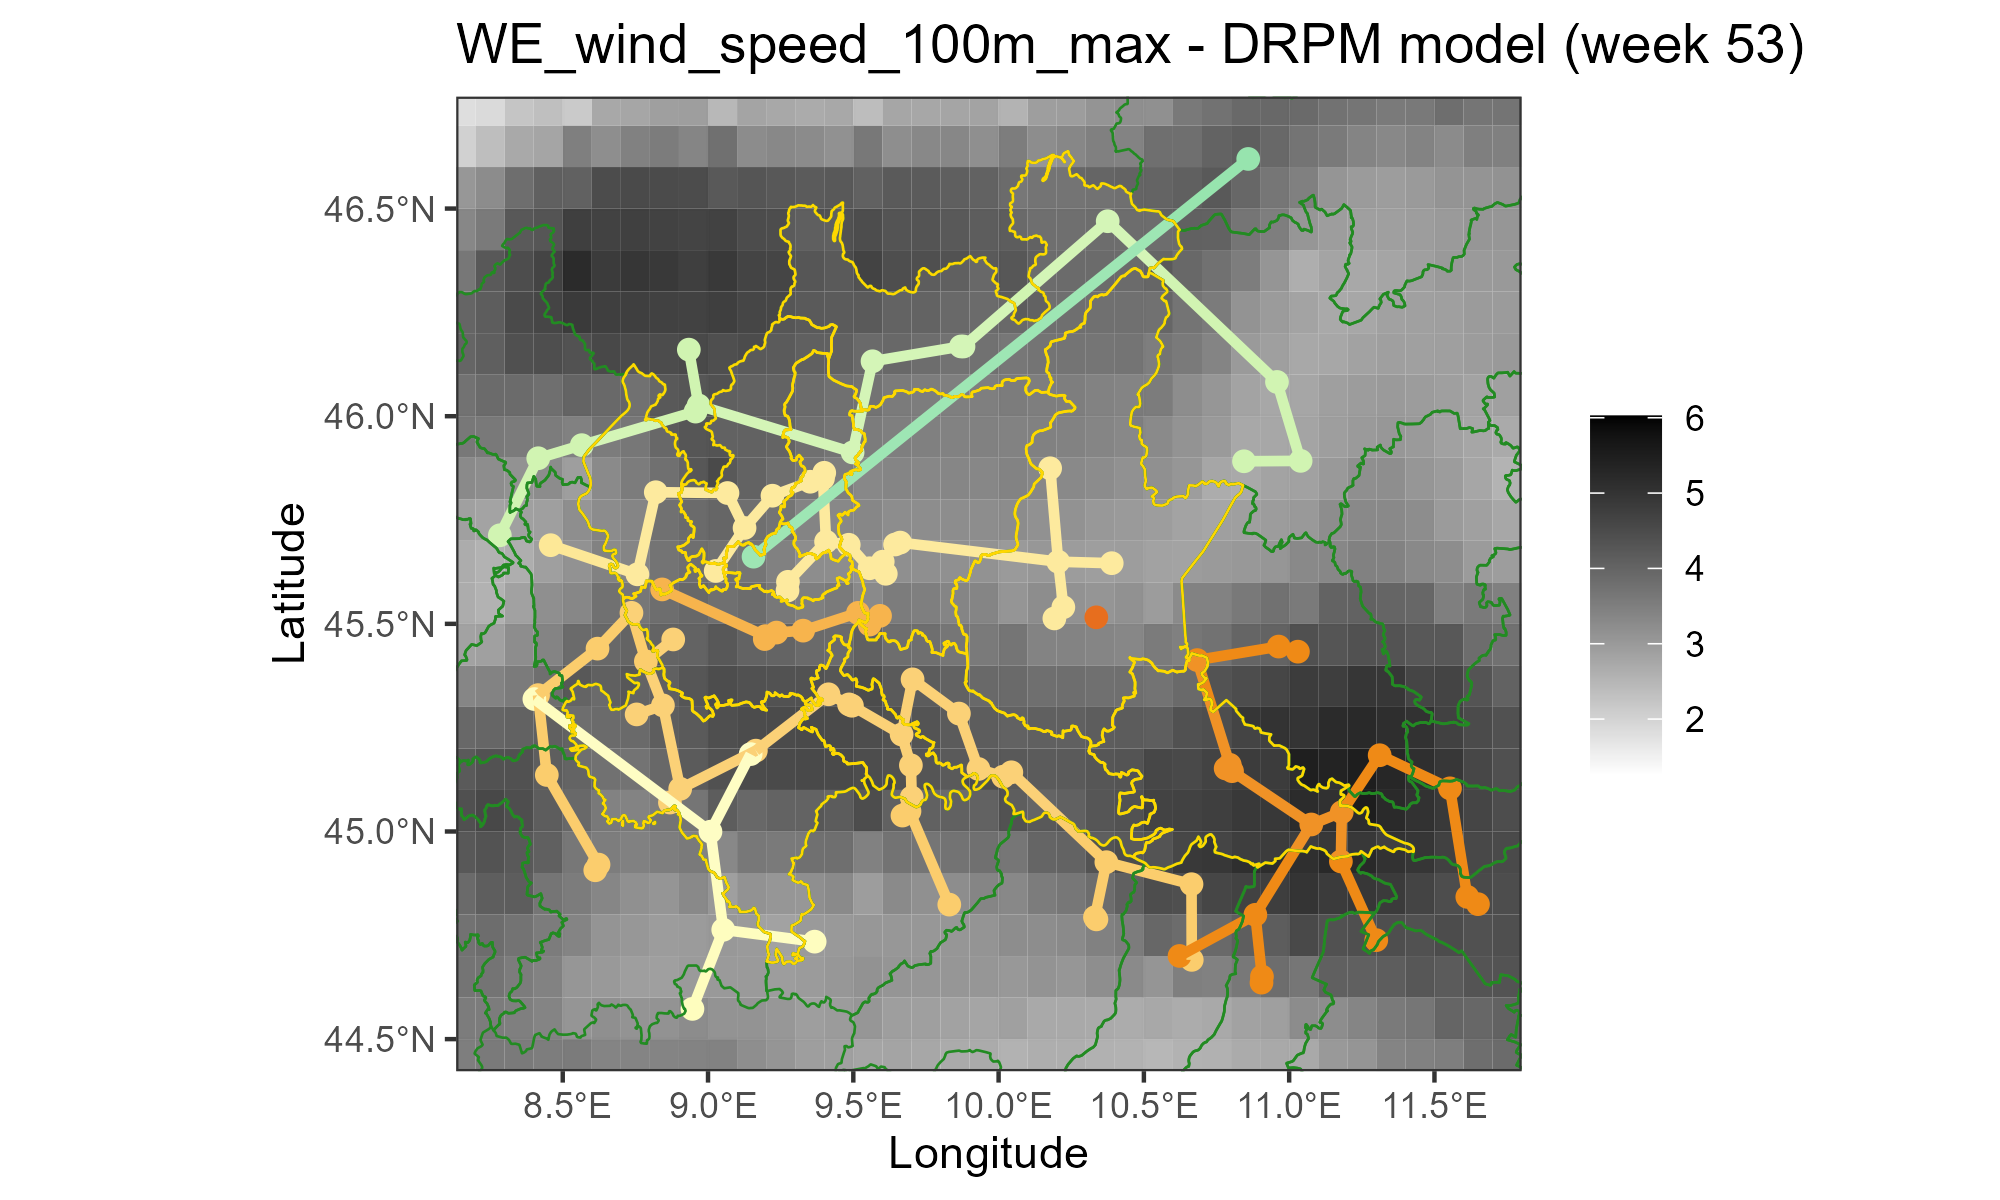 WE_wind_speed_100m_max - DRPM model (week 53)
46.5°N
46.0°N
45.5°N
45.0°N
44.5°N
Latitude
8.5°E 9.0°E 9.5°E 10.0°E 10.5°E 11.0°E 11.5°E
Longitude
6
5
4
3
2